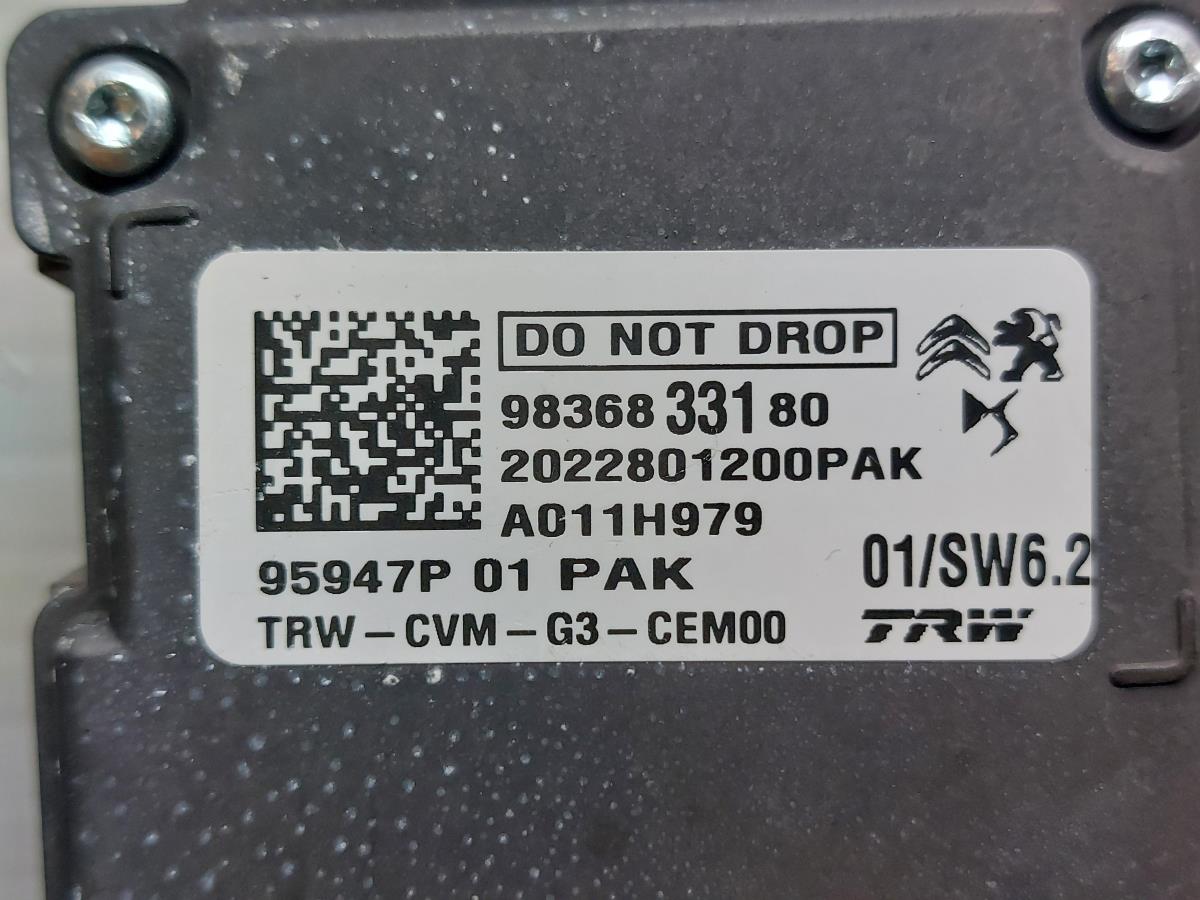 DO NOT DROP
98368 331 80
2022801200PAK
A011H979
95947P 01 PAK
01/SW6.2
TRW-CVM-G3-CEM00
TRW